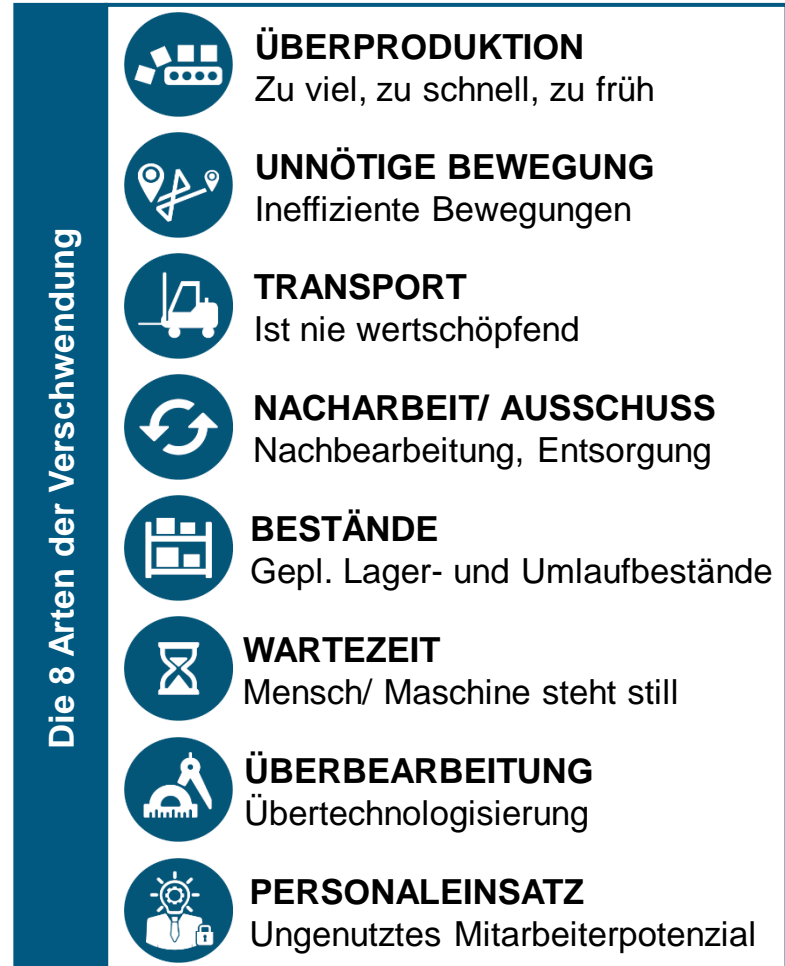 Die 8 Arten der Verschwendung
ÜBERPRODUKTION
Zu viel, zu schnell, zu früh
UNNÖTIGE BEWEGUNG
Ineffiziente Bewegungen
TRANSPORT
Ist nie wertschöpfend
NACHARBEIT/ AUSSCHUSS
Nachbearbeitung, Entsorgung
BESTÄNDE
Gepl. Lager- und Umlaufbestände
WARTEZEIT
Mensch/ Maschine steht still
ÜBERBEARBEITUNG
Übertechnologisierung
PERSONALEINSATZ
Ungenutztes Mitarbeiterpotenzial